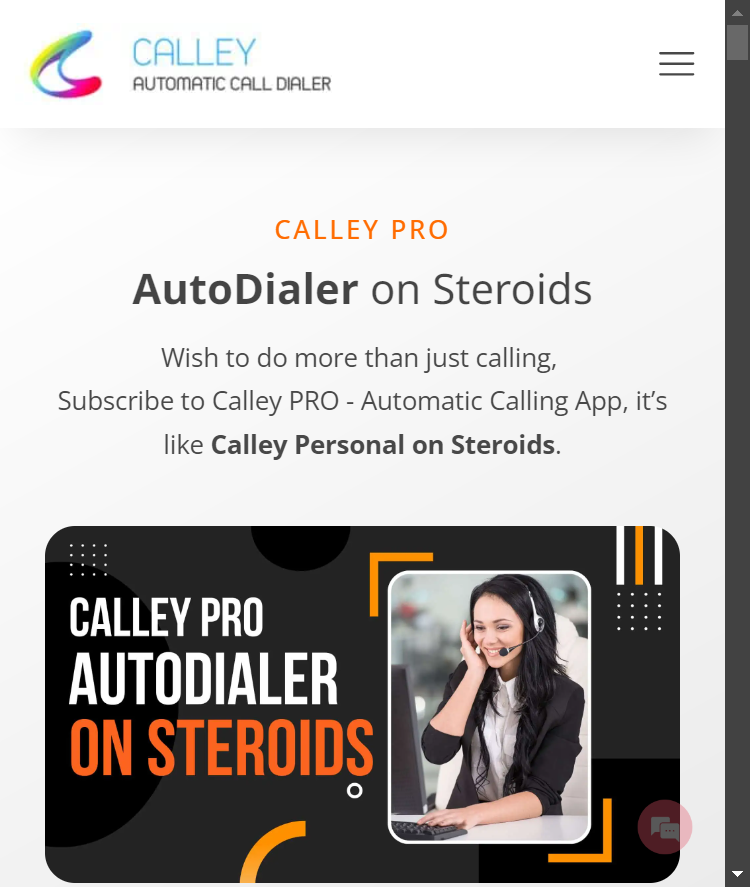 CALLEY
AUTOMATIC CALL DIALER
CALLEY PRO
AutoDialer on Steroids
Wish to do more than just calling,
Subscribe to Calley PRO - Automatic Calling App, it’s
like Calley Personal on Steroids.
CALLEY PRO
AUTODIALER
ON STEROIDS